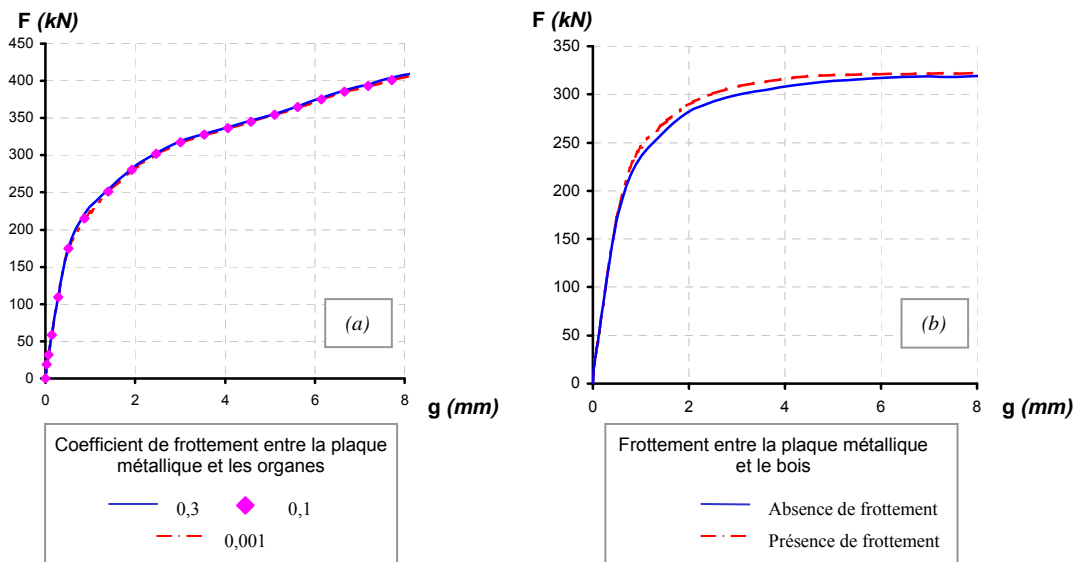 F (kN)
450
400
350
300
250
200
150
100
50
0
0 2 4 6 8
g (mm)
(a)
Coefficient de frottement entre la plaque
métallique et les organes
0,3 0,1
0,001
F (kN)
350
300
250
200
150
100
50
0
0 2 4 6 8
g (mm)
(b)
Frottement entre la plaque métallique
et le bois
Absence de frottement
Présence de frottement